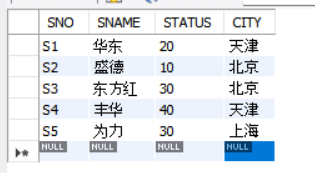 SNO SNAME STATUS CITY
S1 华东 20 天津
S2 盛德 10 北京
S3 东方红 30 北京
S4 丰华 40 天津
S5 为力 30 上海
NULL NULL NULL NULL